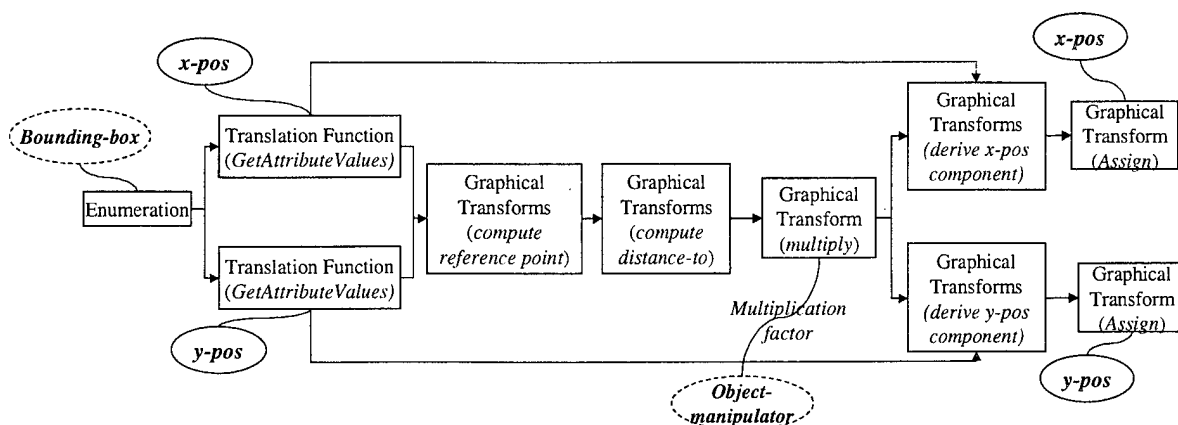 x-pos
Bounding-box
Enumeration
Translation Function
(GetAttributeValues)
Translation Function
(GetAttributeValues)
y-pos
Graphical
Transforms
(compute
reference point)
Graphical
Transforms
(compute
distance-to)
Graphical
Transform
(multiply)
Multiplication
factor
Object-
manipulator
Graphical
Transforms
(derive x-pos
component)
Graphical
Transforms
(derive y-pos
component)
x-pos
Graphical
Transform
(Assign)
Graphical
Transform
(Assign)
y-pos